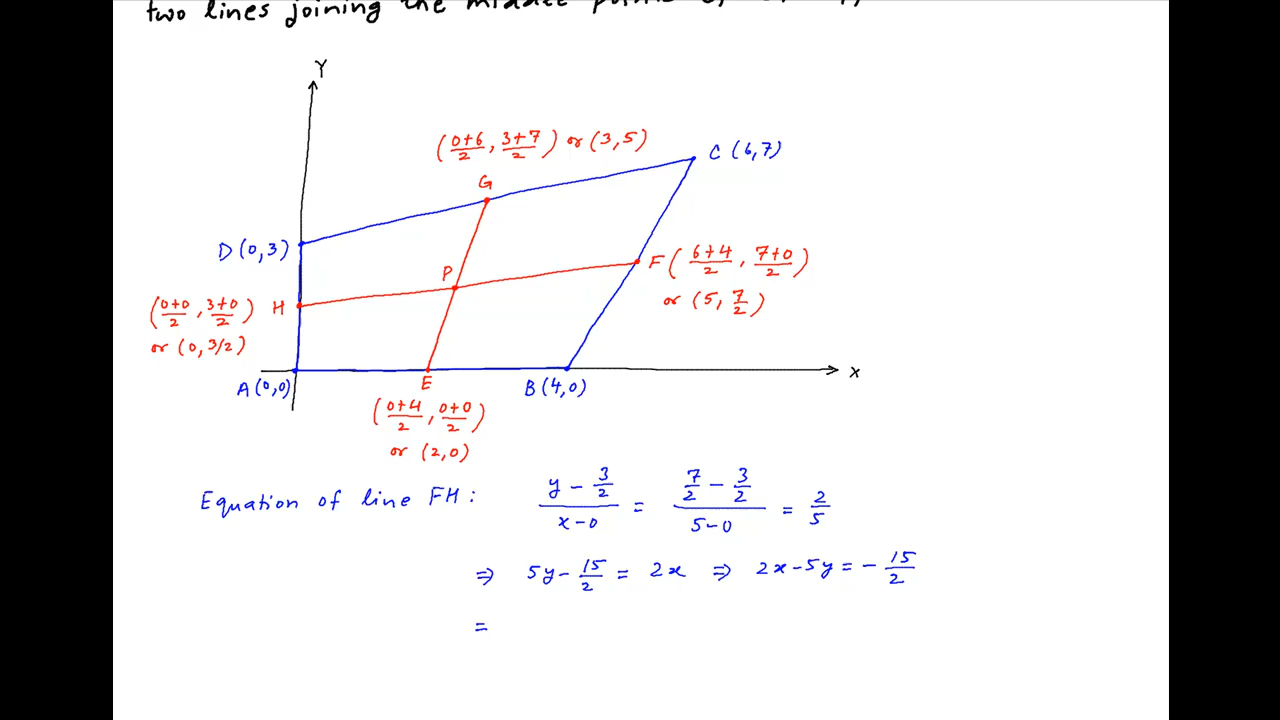 two lines joining the middle points
Y
(0+6/2, 3+7/2) or (3,5)
G
C (6,7)
D(0,3)
P
F (6+4/2, 7+0/2)
or (5, 7/2)
(0+0/2, 3+0/2) H
or (0, 3/2)
A(0,0)
E
B(4,0)
x
(0+4/2, 0+0/2)
or (2,0)
Equation of line FH: (y - 3/2)/(x-0) = (7/2 - 3/2)/(5-0) = 2/5
⇒ 5y - 15/2 = 2x ⇒ 2x-5y = - 15/2
=